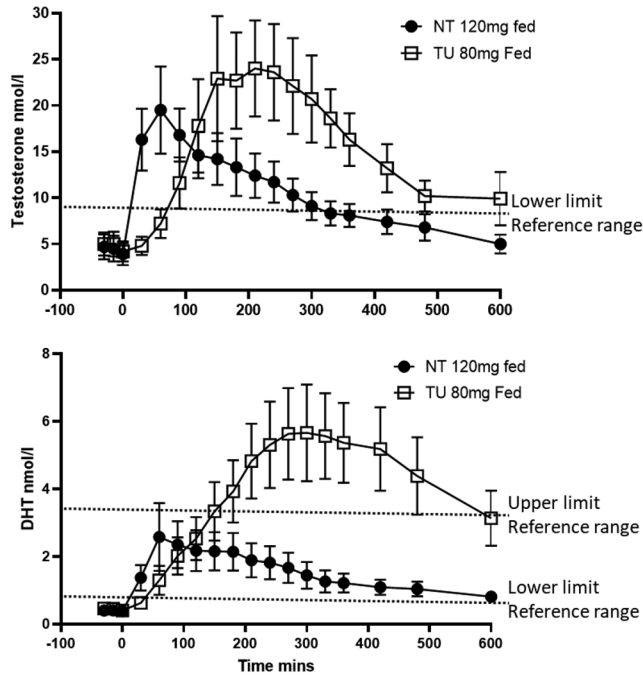 30
25
20
15
10
5
0
Testosterone nmol/l
NT 120mg fed
TU 80mg Fed
Lower limit
Reference range
-100
0
100
200
300
400
500
600
8
6
4
2
0
DHT nmol/l
NT 120mg fed
TU 80mg Fed
Upper limit
Reference range
Lower limit
Reference range
-100
0
100
200
300
400
500
600
Time mins